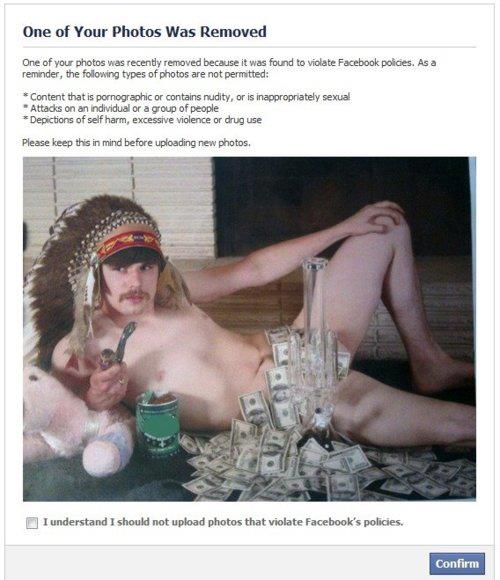 One of Your Photos Was Removed
One of your photos was recently removed because it was found to violate Facebook policies. As a
reminder, the following types of photos are not permitted:
* Content that is pornographic or contains nudity, or is inappropriately sexual
* Attacks on an individual or a group of people
* Depictions of self harm, excessive violence or drug use
Please keep this in mind before uploading new photos.
I understand I should not upload photos that violate Facebook's policies.
Confirm